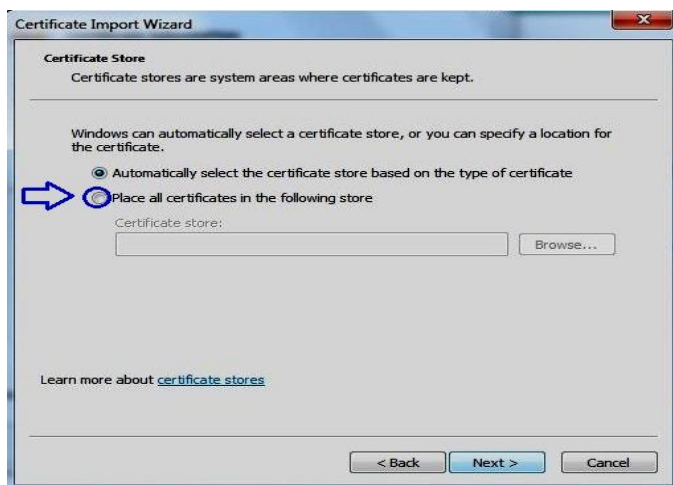 Certificate Import Wizard
Certificate Store
Certificate stores are system areas where certificates are kept.
Windows can automatically select a certificate store, or you can specify a location for
the certificate.
Automatically select the certificate store based on the type of certificate
Place all certificates in the following store
Certificate store:
Browse...
Learn more about certificate stores
< Back Next > Cancel